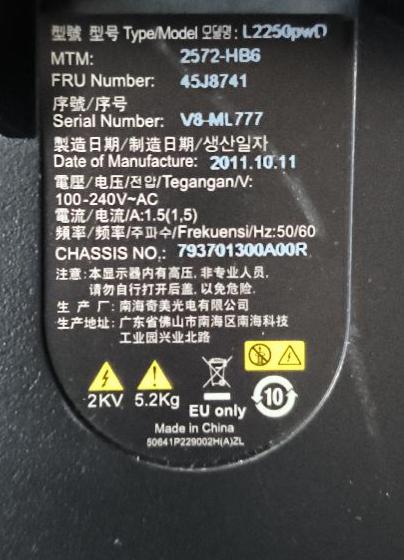 型號 型号 Type/Model 모델명: L2250pwD
MTM: 2572-HB6
FRU Number: 45J8741
序號/序号
Serial Number: V8-ML777
製造日期/制造日期/생산일자
Date of Manufacture: 2011.10.11
電壓/电压/전압/Tegangan/V:
100-240V~AC
電流/电流/A:1.5(1,5)
頻率/频率/주파수/Frekuensi/Hz:50/60
CHASSIS NO.: 793701300A00R
注意:本显示器内有高压, 非专业人员,
请勿自行打开后盖, 以免危险.
生 产 厂: 南海奇美光电有限公司
生产地址: 广东省佛山市南海区南海科技
工业园兴业北路
2KV 5.2Kg EU only 10
Made in China
50641P229002H(A)ZL